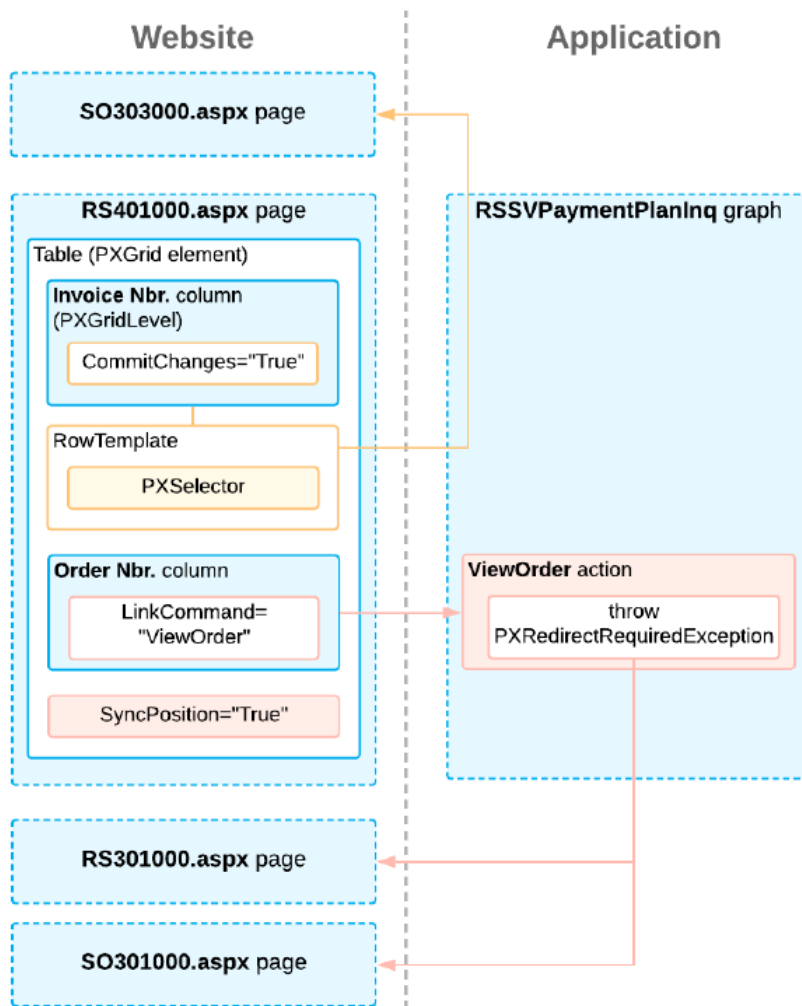 Website
Application
SO303000.aspx page
RS401000.aspx page
Table (PXGrid element)
Invoice Nbr. column
(PXGridLevel)
CommitChanges="True"
RowTemplate
PXSelector
Order Nbr. column
LinkCommand=
"ViewOrder"
SyncPosition="True"
RSSVPaymentPlanInq graph
ViewOrder action
throw
PXRedirectRequiredException
RS301000.aspx page
SO301000.aspx page